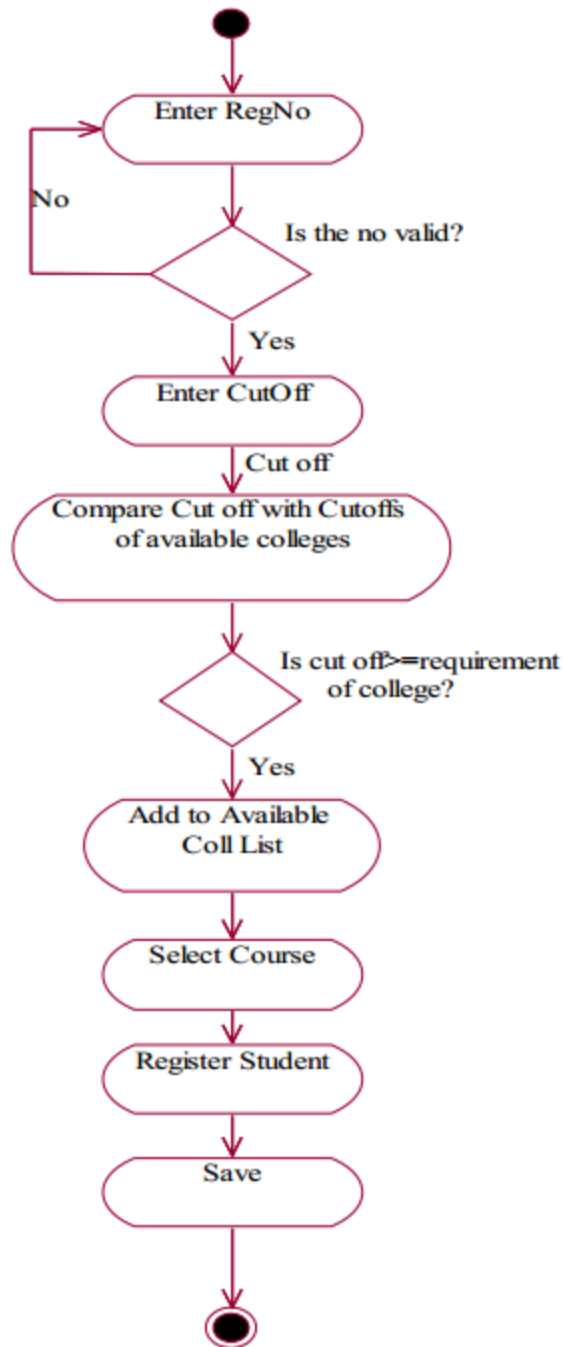 Enter RegNo
No
Is the no valid?
Yes
Enter CutOff
Cut off
Compare Cut off with Cutoffs
of available colleges
Is cut off>=requirement
of college?
Yes
Add to Available
Coll List
Select Course
Register Student
Save